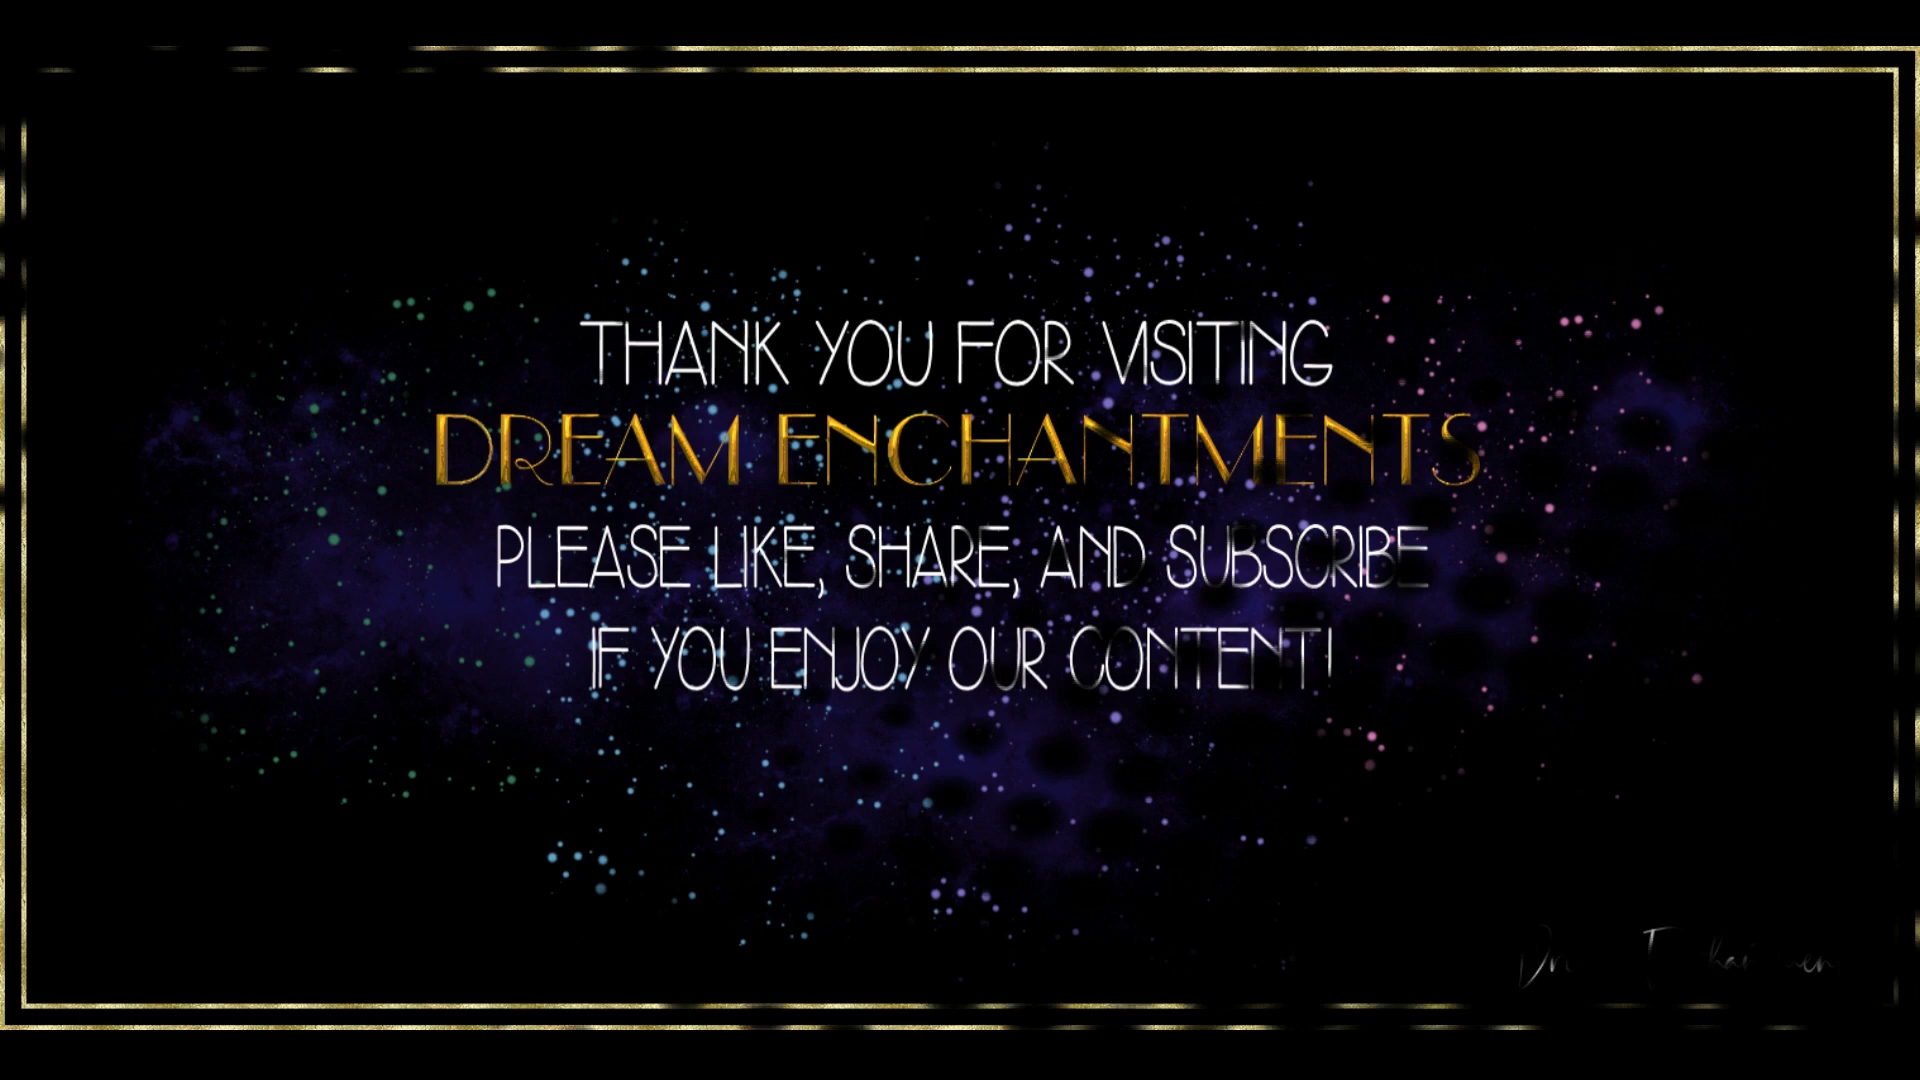 THANK YOU FOR VISITING
DREAM ENCHANTMENTS
PLEASE LIKE, SHARE, AND SUBSCRIBE
IF YOU ENJOY OUR CONTENT!